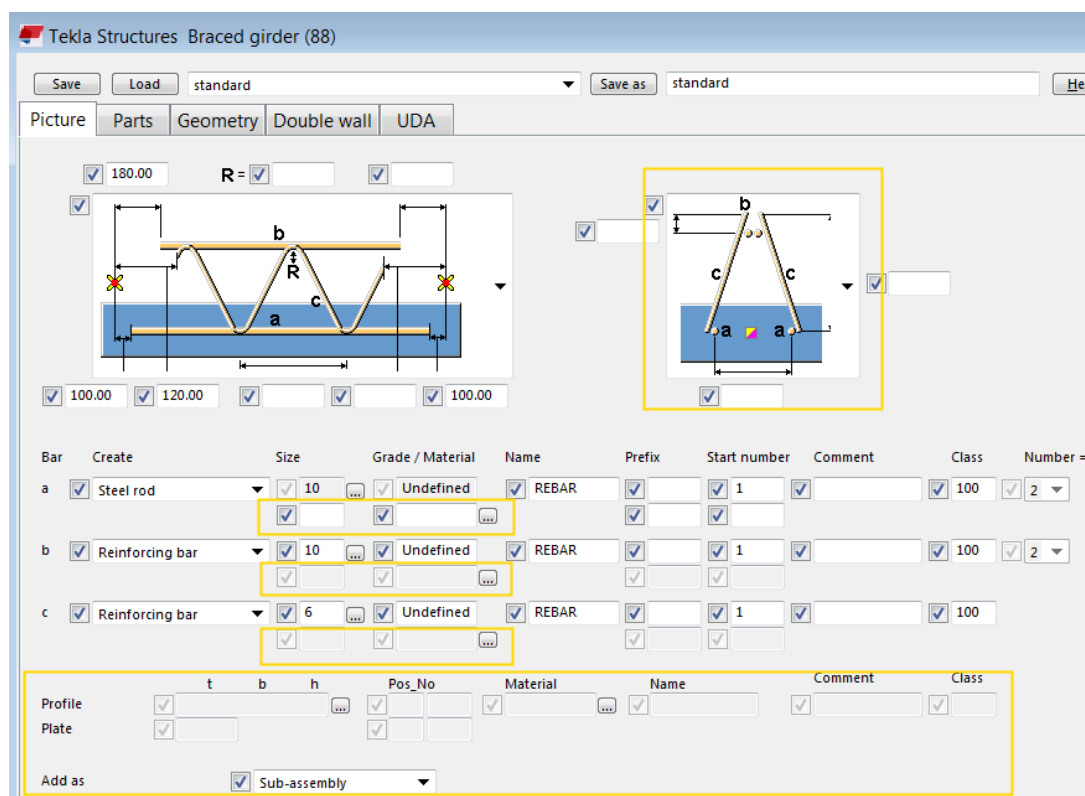 Tekla Structures Braced girder (88)
Save Load standard Save as standard He
Picture Parts Geometry Double wall UDA
180.00 R =
b b
R c c c
a a a
100.00 120.00 100.00
Bar Create Size Grade / Material Name Prefix Start number Comment Class Number =
a Steel rod 10 ... Undefined REBAR 1 100 2
...
b Reinforcing bar 10 ... Undefined REBAR 1 100 2
...
c Reinforcing bar 6 ... Undefined REBAR 1 100
...
t b h Pos_No Material Name Comment Class
Profile ... ...
Plate
Add as Sub-assembly